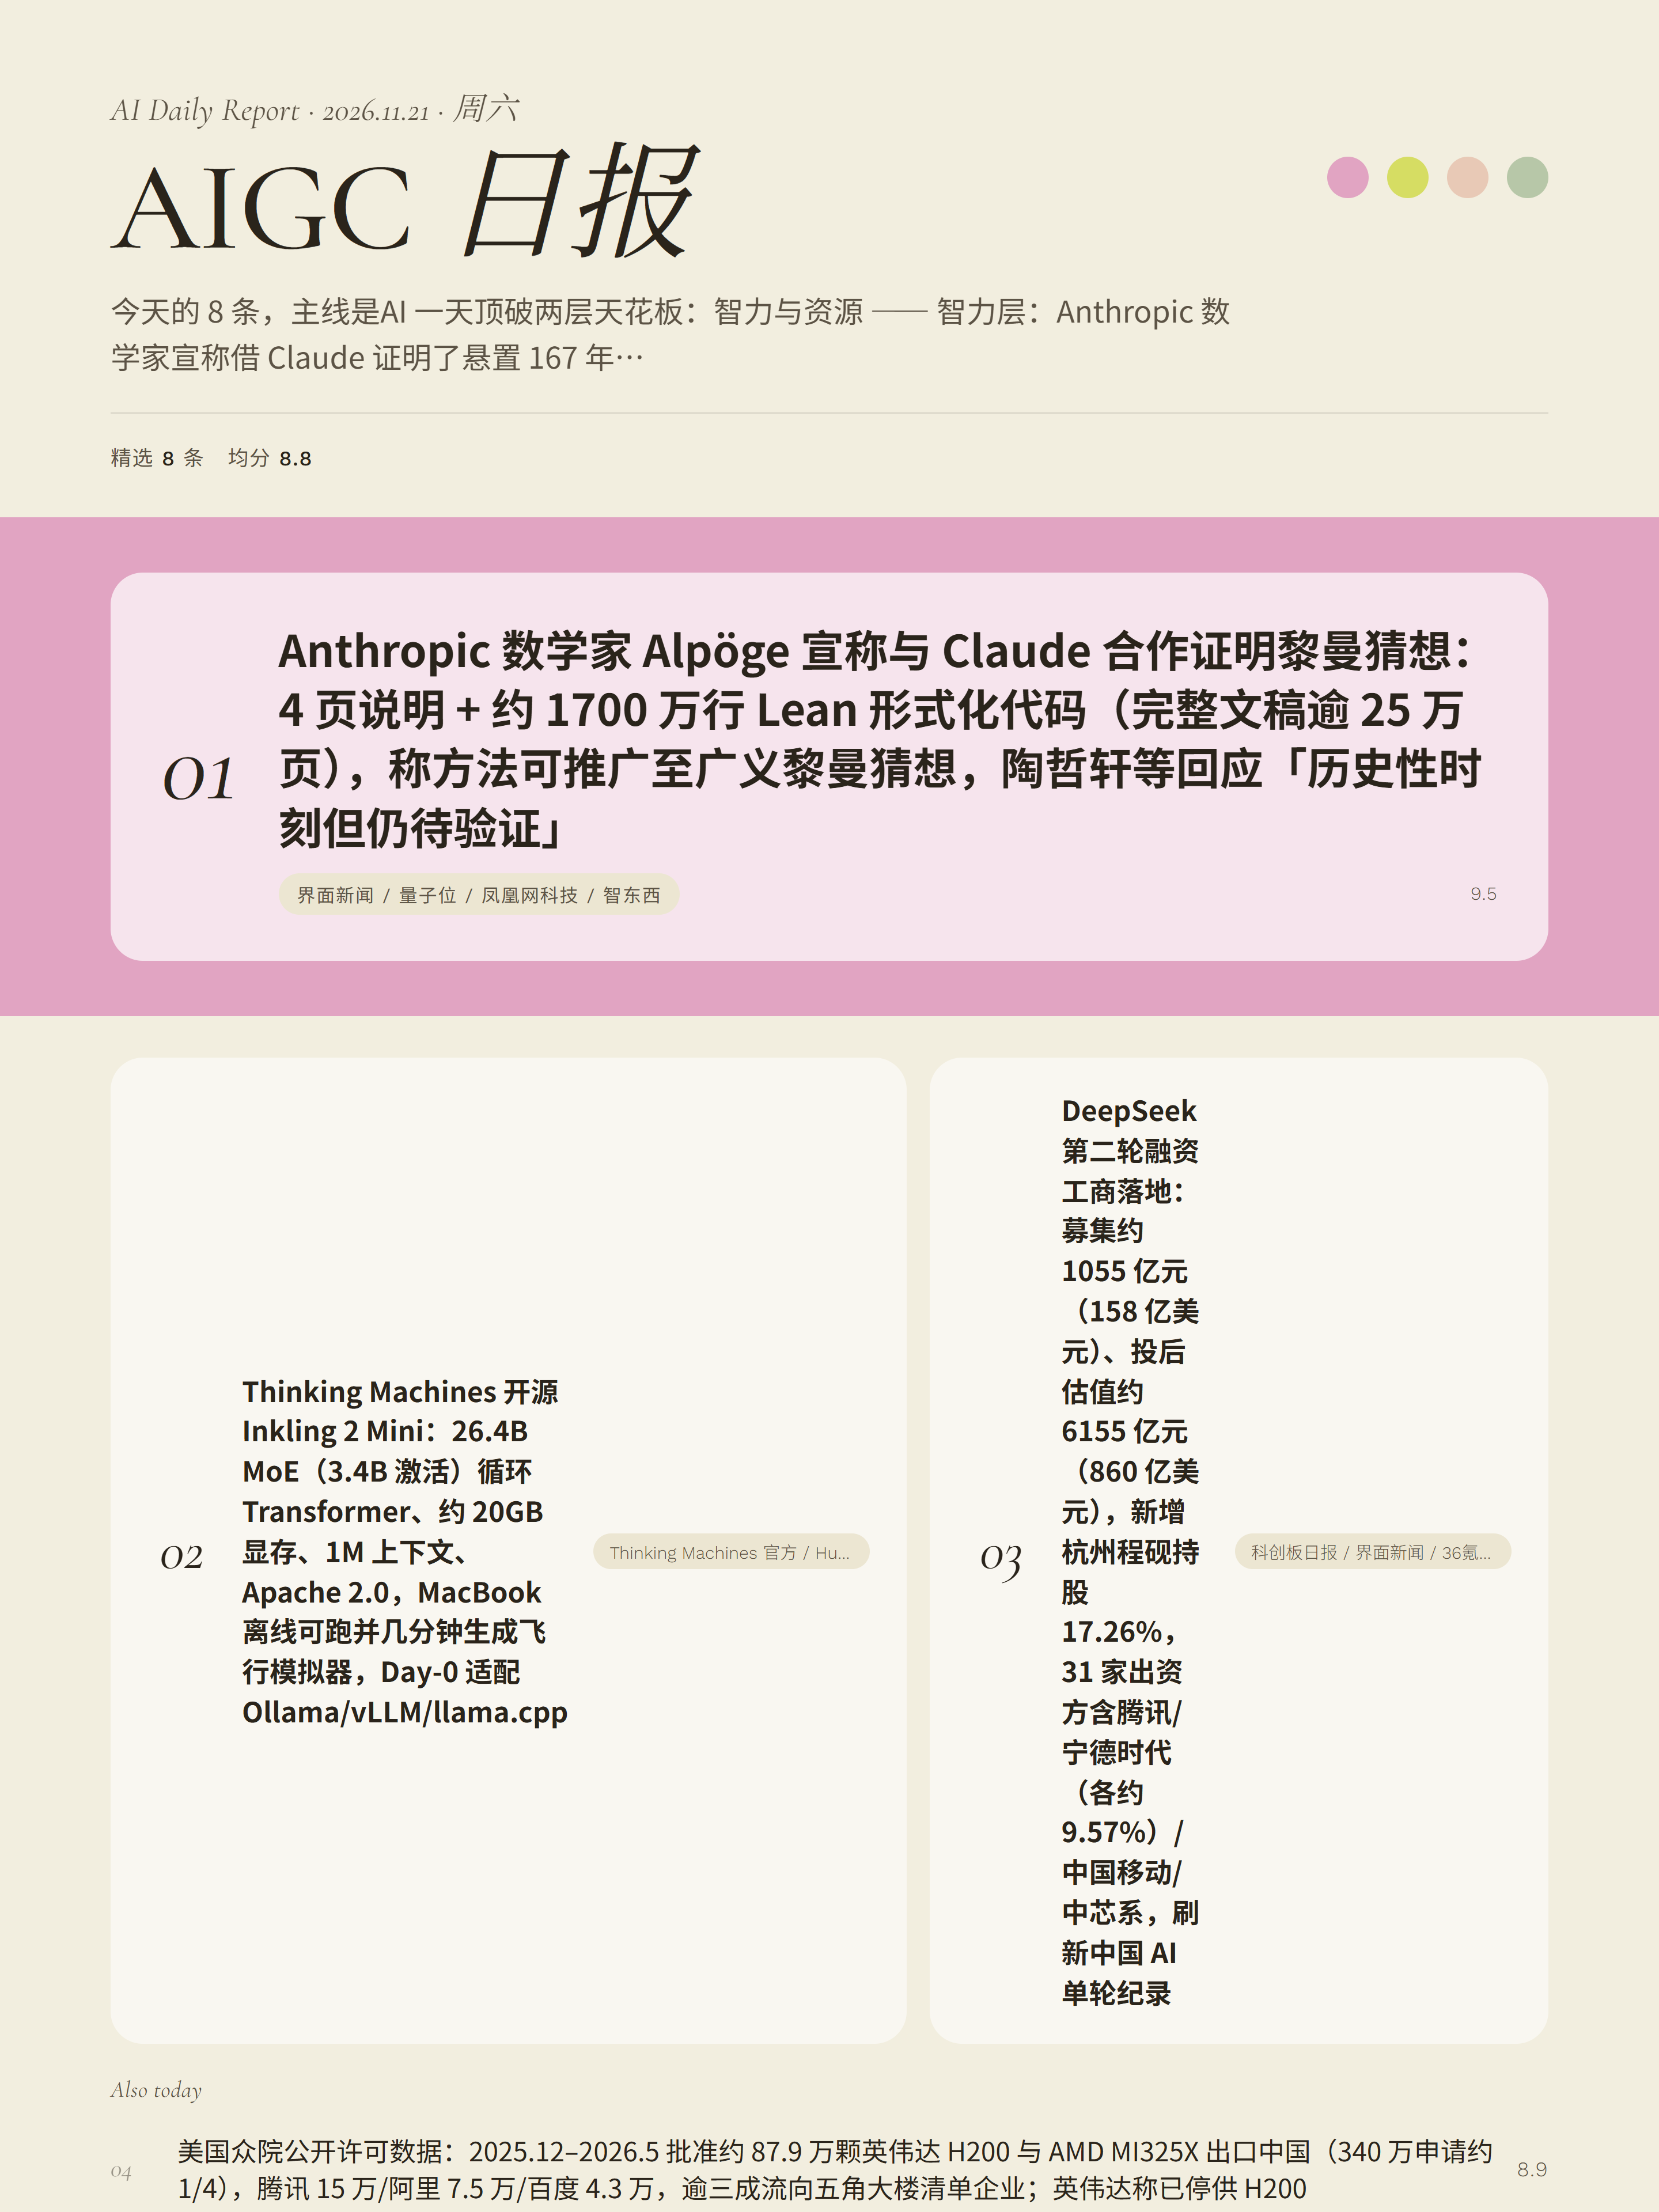 AI Daily Report · 2026.11.21 · 周六
AIGC 日报
今天的 8 条，主线是AI 一天顶破两层天花板：智力与资源 —— 智力层：Anthropic 数
学家宣称借 Claude 证明了悬置 167 年…
精选 8 条 均分 8.8
01
Anthropic 数学家 Alpöge 宣称与 Claude 合作证明黎曼猜想：
4 页说明 + 约 1700 万行 Lean 形式化代码（完整文稿逾 25 万
页），称方法可推广至广义黎曼猜想，陶哲轩等回应「历史性时
刻但仍待验证」
界面新闻 / 量子位 / 凤凰网科技 / 智东西
9.5
02
Thinking Machines 开源
Inkling 2 Mini：26.4B
MoE（3.4B 激活）循环
Transformer、约 20GB
显存、1M 上下文、
Apache 2.0，MacBook
离线可跑并几分钟生成飞
行模拟器，Day-0 适配
Ollama/vLLM/llama.cpp
Thinking Machines 官方 / Hu…
03
DeepSeek
第二轮融资
工商落地：
募集约
1055 亿元
（158 亿美
元）、投后
估值约
6155 亿元
（860 亿美
元），新增
杭州程砚持
股
17.26%，
31 家出资
方含腾讯/
宁德时代
（各约
9.57%）/
中国移动/
中芯系，刷
新中国 AI
单轮纪录
科创板日报 / 界面新闻 / 36氪…
Also today
04
美国众院公开许可数据：2025.12–2026.5 批准约 87.9 万颗英伟达 H200 与 AMD MI325X 出口中国（340 万申请约
1/4），腾讯 15 万/阿里 7.5 万/百度 4.3 万，逾三成流向五角大楼清单企业；英伟达称已停供 H200
8.9